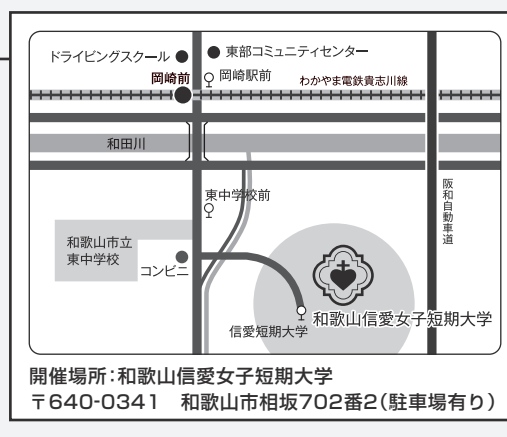 ドライビングスクール
東部コミュニティセンター
岡崎前
岡崎駅前
わかやま電鉄貴志川線
和田川
阪和自動車道
東中学校前
和歌山市立
東中学校
コンビニ
和歌山信愛女子短期大学
信愛短期大学
開催場所:和歌山信愛女子短期大学
〒640-0341 和歌山市相坂702番2(駐車場有り)